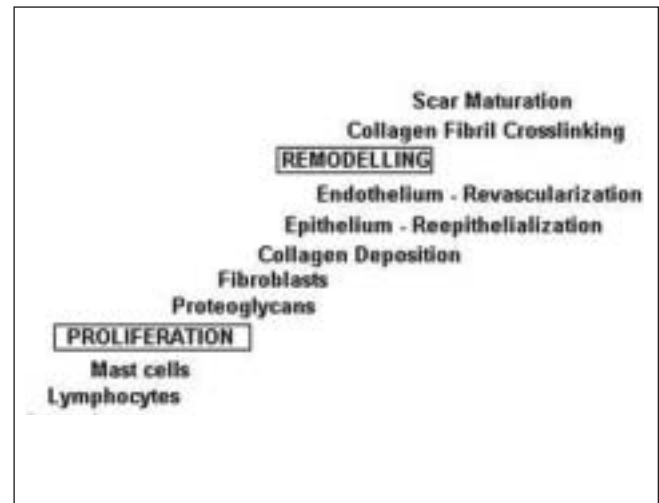 Scar Maturation
Collagen Fibril Crosslinking
REMODELLING
Endothelium - Revascularization
Epithelium - Reepithelialization
Collagen Deposition
Fibroblasts
Proteoglycans
PROLIFERATION
Mast cells
Lymphocytes